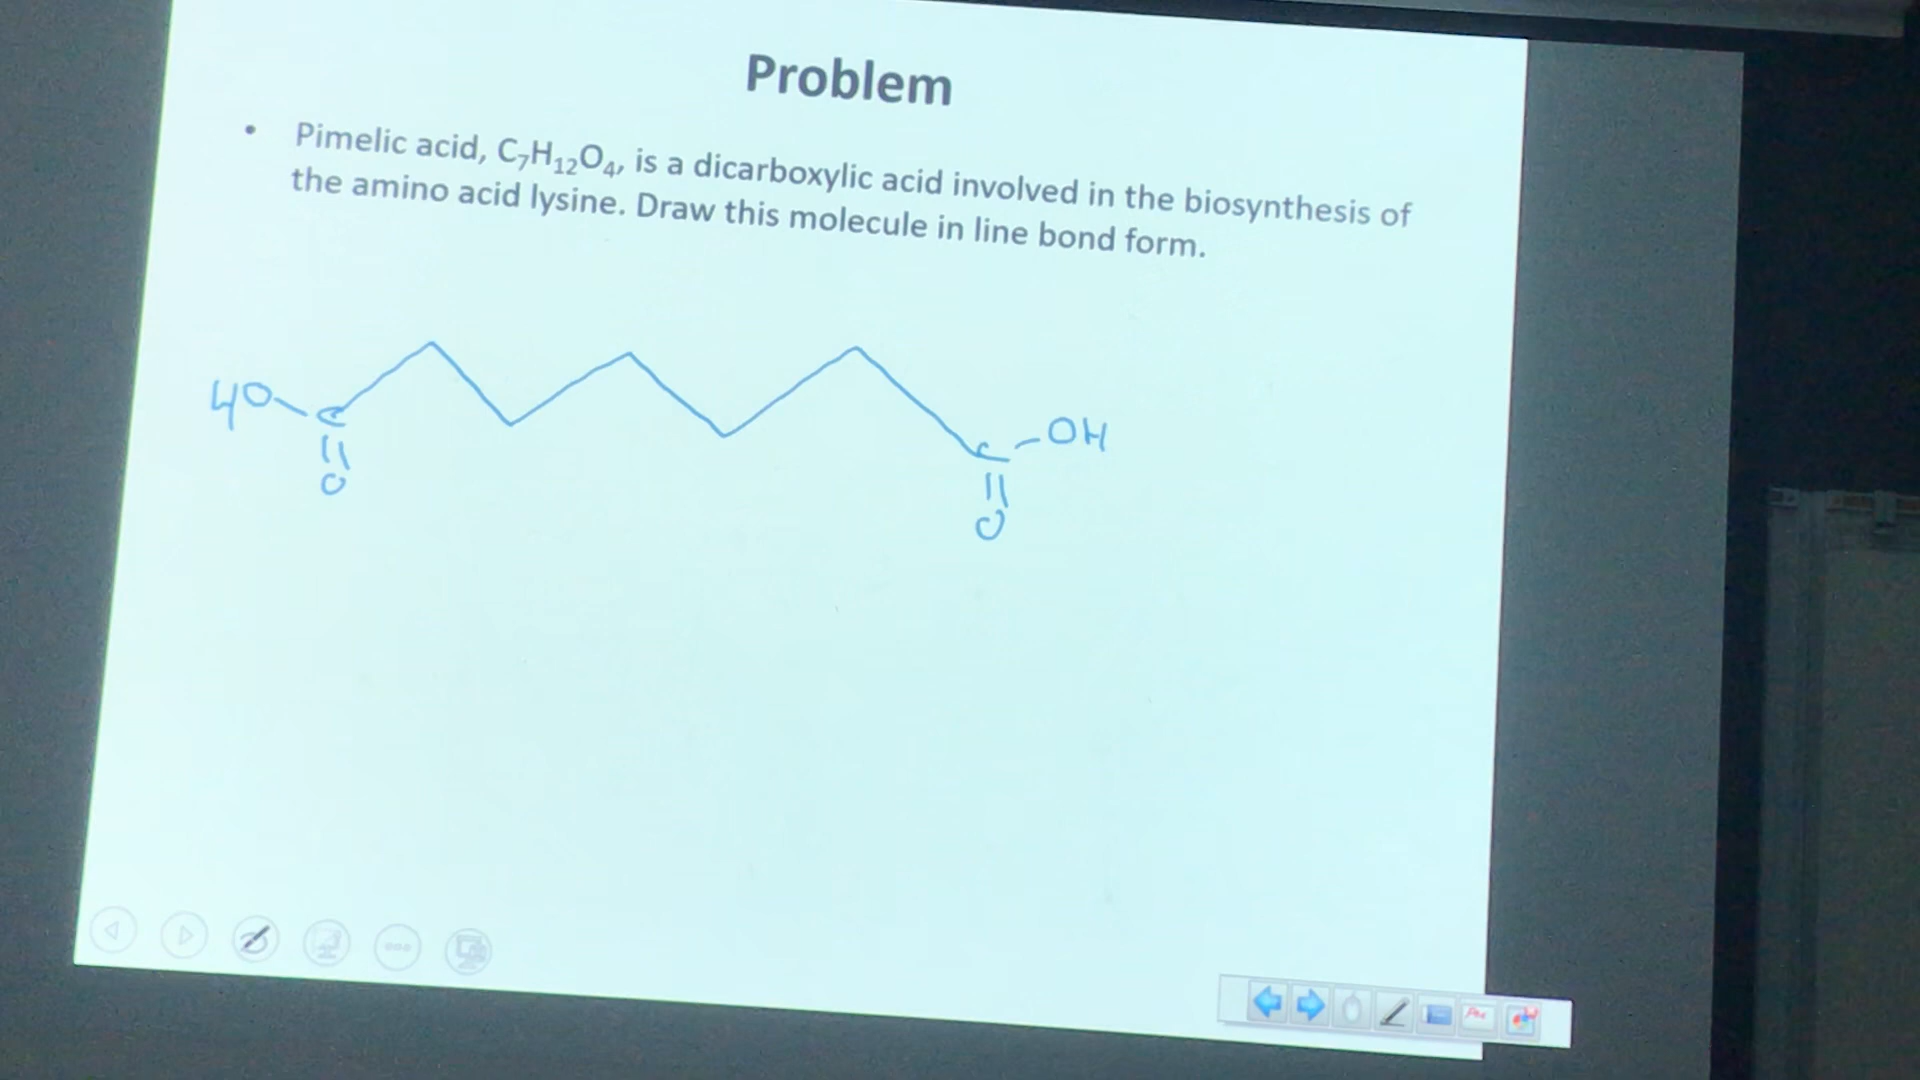 Problem
• Pimelic acid, C₇H₁₂O₄, is a dicarboxylic acid involved in the biosynthesis of
the amino acid lysine. Draw this molecule in line bond form.
HO C OH
O
C
O